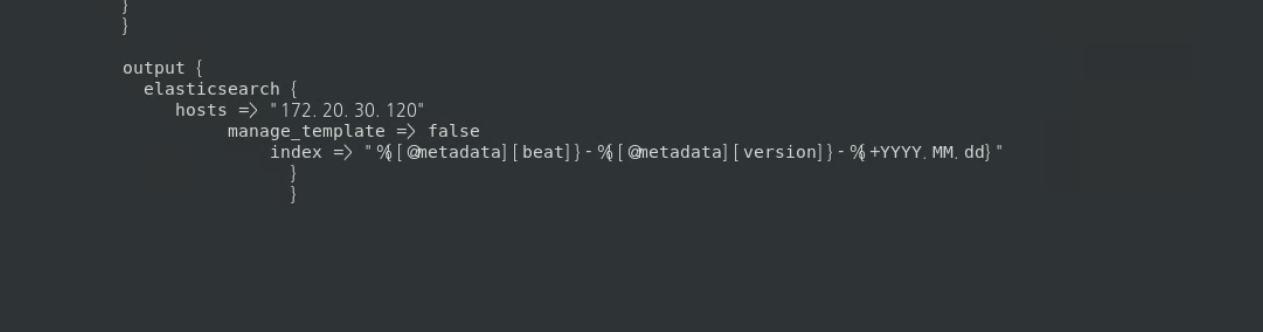 }
}
output {
elasticsearch {
hosts => "172.20.30.120"
manage_template => false
index => "%{[@metadata][beat]}-%{[@metadata][version]}-%{+YYYY.MM.dd}"
}
}